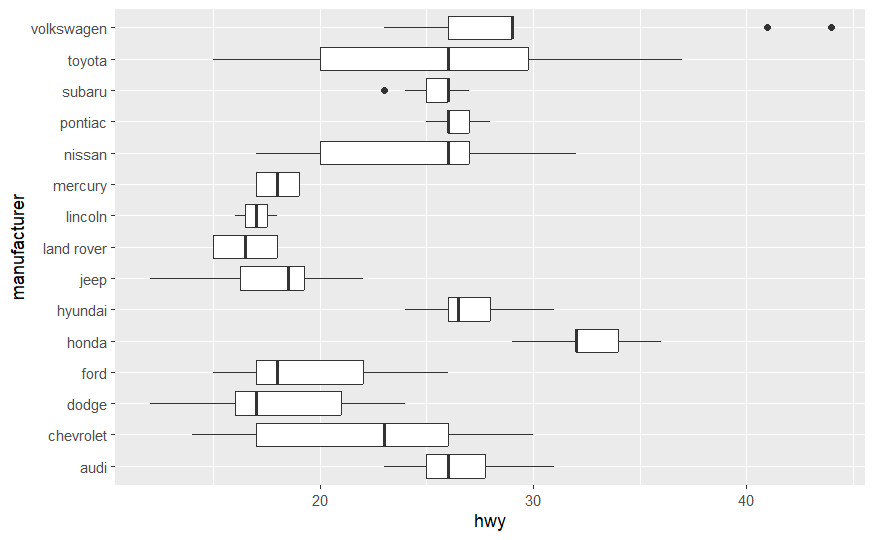 manufacturer
volkswagen
toyota
subaru
pontiac
nissan
mercury
lincoln
land rover
jeep
hyundai
honda
ford
dodge
chevrolet
audi
20 30 40
hwy